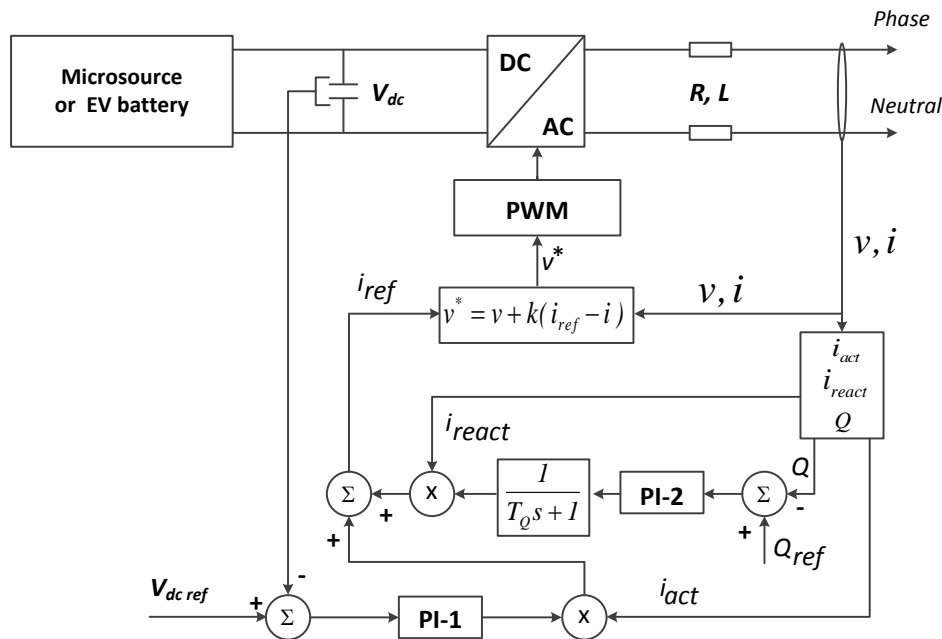 Phase
Microsource
or EV battery
V_dc
DC
AC
R, L
Neutral
PWM
v*
v, i
i_ref
v* = v + k(i_ref - i)
v, i
i_act
i_react
Q
i_react
Q
Σ
+
x
1
T_Q s + 1
PI-2
Σ
-
+
+
Q_ref
-
V_dc ref
+
Σ
PI-1
x
i_act